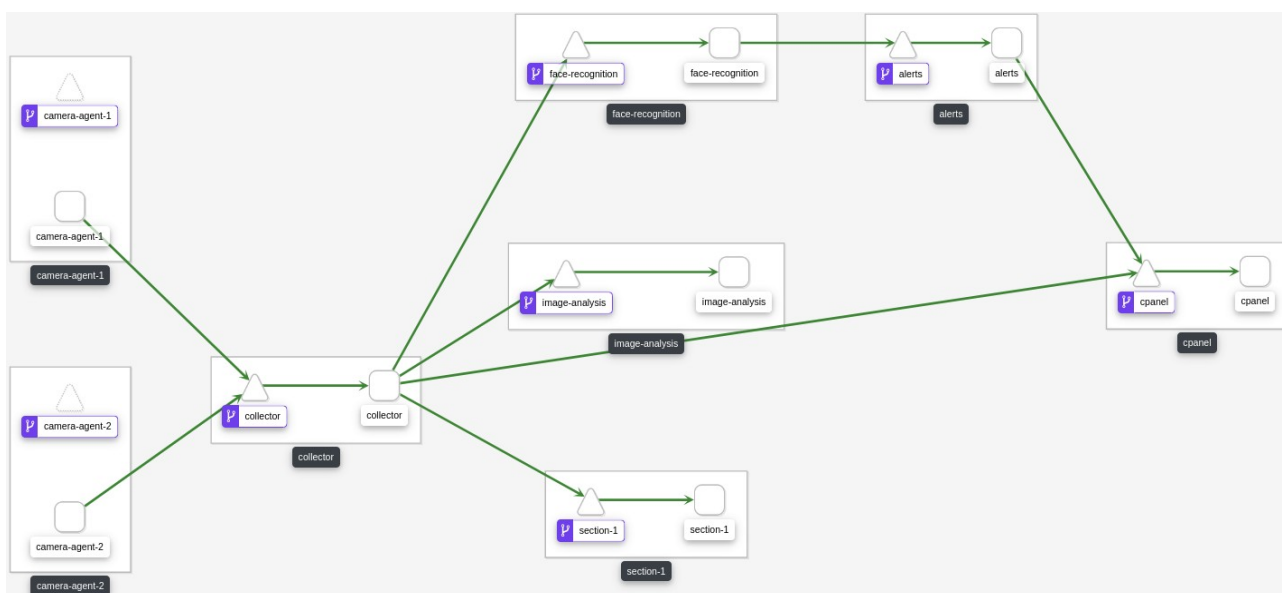 camera-agent-1
camera-agent-1
camera-agent-1
camera-agent-2
camera-agent-2
camera-agent-2
collector
collector
collector
face-recognition
face-recognition
face-recognition
alerts
alerts
alerts
image-analysis
image-analysis
image-analysis
cpanel
cpanel
cpanel
section-1
section-1
section-1